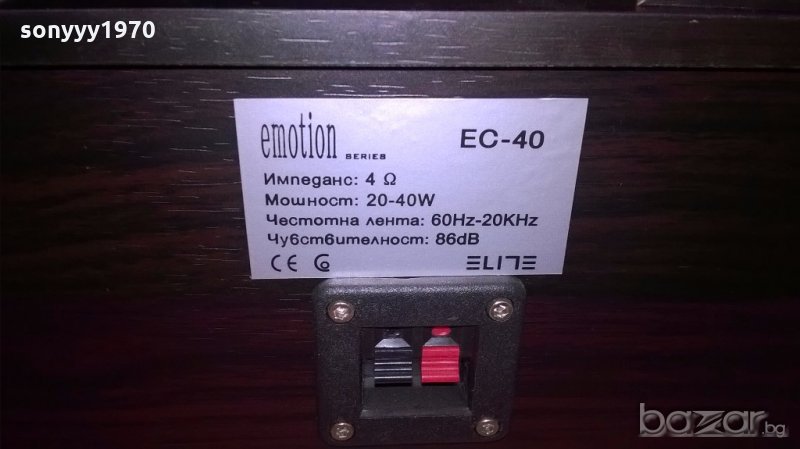 sonyyy1970
emotion SERIES EC-40
Импеданс: 4 Ω
Мощност: 20-40W
Честотна лента: 60Hz-20KHz
Чувствителност: 86dB
CE ELITE
bazar.bg